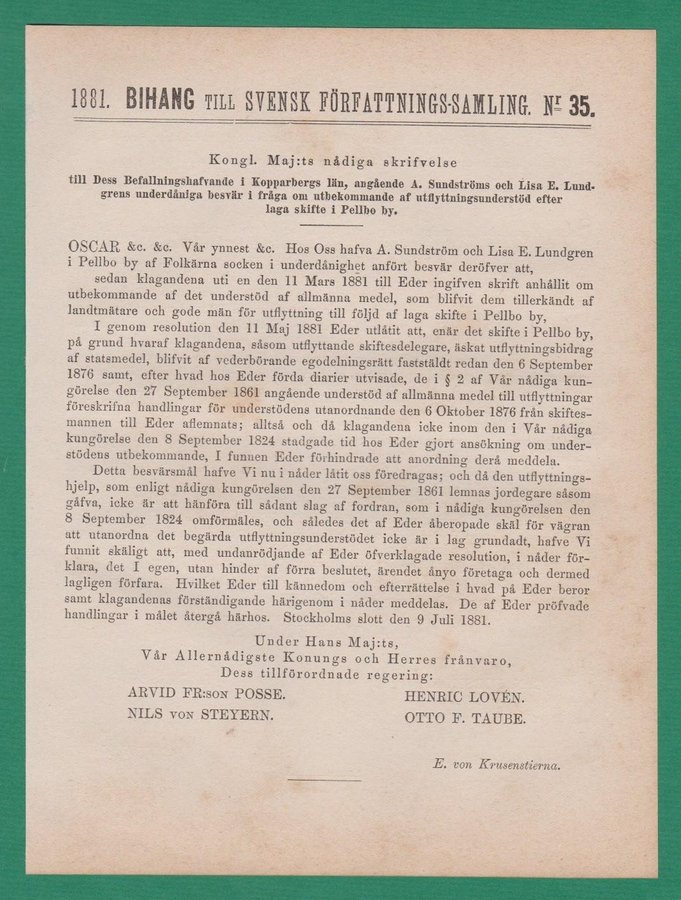 1881. BIHANG TILL SVENSK FÖRFATTNINGS-SAMLING. Nr 35.
Kongl. Maj:ts nådiga skrifvelse
till Dess Befallningshafvande i Kopparbergs län, angående A. Sundströms och Lisa E. Lund-
grens underdåniga besvär i fråga om utbekommande af utflyttningsunderstöd efter
laga skifte i Pellbo by.
OSCAR &c. &c. Vår ynnest &c. Hos Oss hafva A. Sundström och Lisa E. Lundgren
i Pellbo by af Folkärna socken i underdånighet anfört besvär deröfver att,
sedan klagandena uti en den 11 Mars 1881 till Eder ingifven skrift anhållit om
utbekommande af det understöd af allmänna medel, som blifvit dem tillerkändt af
landtmätare och gode män för utflyttning till följd af laga skifte i Pellbo by,
I genom resolution den 11 Maj 1881 Eder utlåtit att, enär det skifte i Pellbo by,
på grund hvaraf klagandena, såsom utflyttande skiftesdelegare, äskat utflyttningsbidrag
af statsmedel, blifvit af vederbörande egodelningsrätt fastställdt redan den 6 September
1876 samt, efter hvad hos Eder förda diarier utvisade, de i § 2 af Vår nådiga kun-
görelse den 27 September 1861 angående understöd af allmänna medel till utflyttningar
föreskrifna handlingar för understödens utanordnande den 6 Oktober 1876 från skiftes-
mannen till Eder aflemnats; alltså och då klagandena icke inom den i Vår nådiga
kungörelse den 8 September 1824 stadgade tid hos Eder gjort ansökning om under-
stödens utbekommande, I funnen Eder förhindrade att anordning derå meddela.
Detta besvärsmål hafve Vi nu i nåder låtit oss föredragas; och då den utflyttnings-
hjelp, som enligt nådiga kungörelsen den 27 September 1861 lemnas jordegare såsom
gåfva, icke är att hänföra till sådant slag af fordran, som i nådiga kungörelsen den
8 September 1824 omförmäles, och således det af Eder åberopade skäl för vägran
att utanordna det begärda utflyttningsunderstödet icke är i lag grundadt, hafve Vi
funnit skäligt att, med undanrödjande af Eder öfverklagade resolution, i nåder för-
klara, det I egen, utan hinder af förra beslutet, ärendet ånyo företaga och dermed
lagligen förfara. Hvilket Eder till kännedom och efterrättelse i hvad på Eder beror
samt klagandenas förständigande härigenom i nåder meddelas. De af Eder pröfvade
handlingar i målet återgå härhos. Stockholms slott den 9 Juli 1881.
Under Hans Maj:ts,
Vår Allernådigste Konungs och Herres frånvaro,
Dess tillförordnade regering:
ARVID FR:SON POSSE. HENRIC LOVÉN.
NILS VON STEYERN. OTTO F. TAUBE.
E. von Krusenstierna.